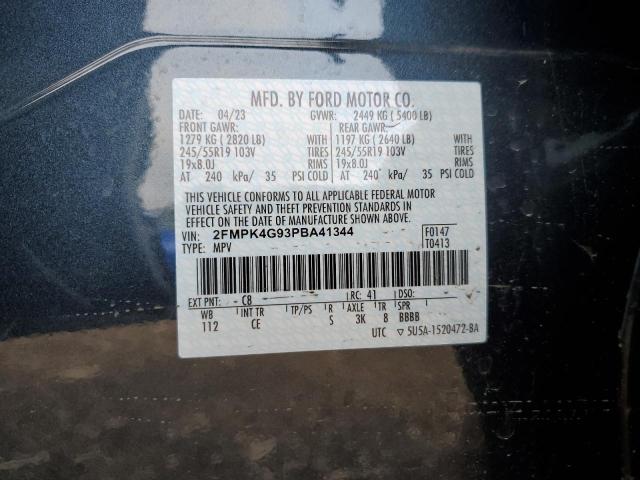 MFD. BY FORD MOTOR CO.
DATE: 04/23 GVWR: 2449 KG ( 5400 LB)
FRONT GAWR: REAR GAWR:
1279 KG ( 2820 LB) WITH 1197 KG ( 2640 LB) WITH
245/55R19 103V TIRES 245/55R19 103V TIRES
19x8.0J RIMS 19x8.0J RIMS
AT 240 kPa/ 35 PSI COLD AT 240 kPa/ 35 PSI COLD
THIS VEHICLE CONFORMS TO ALL APPLICABLE FEDERAL MOTOR
VEHICLE SAFETY AND THEFT PREVENTION STANDARDS IN
EFFECT ON THE DATE OF MANUFACTURE SHOWN ABOVE.
VIN: 2FMPK4G93PBA41344 F0147
TYPE: MPV T0413
EXT PNT: C8 RC: 41 DSO:
WB INT TR TP/PS R AXLE TR SPR
112 CE S 3K 8 BBBB
UTC ▽ 5U5A-1520472-BA